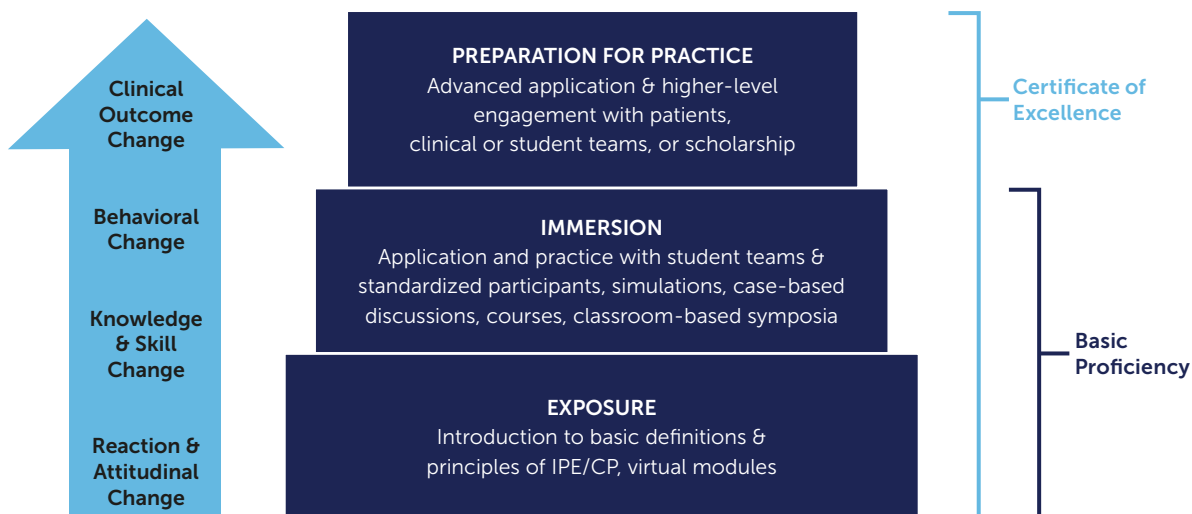 Clinical
Outcome
Change
Behavioral
Change
Knowledge
& Skill
Change
Reaction &
Attitudinal
Change
PREPARATION FOR PRACTICE
Advanced application & higher-level
engagement with patients,
clinical or student teams, or scholarship
IMMERSION
Application and practice with student teams &
standardized participants, simulations, case-based
discussions, courses, classroom-based symposia
EXPOSURE
Introduction to basic definitions &
principles of IPE/CP, virtual modules
Certificate of
Excellence
Basic
Proficiency